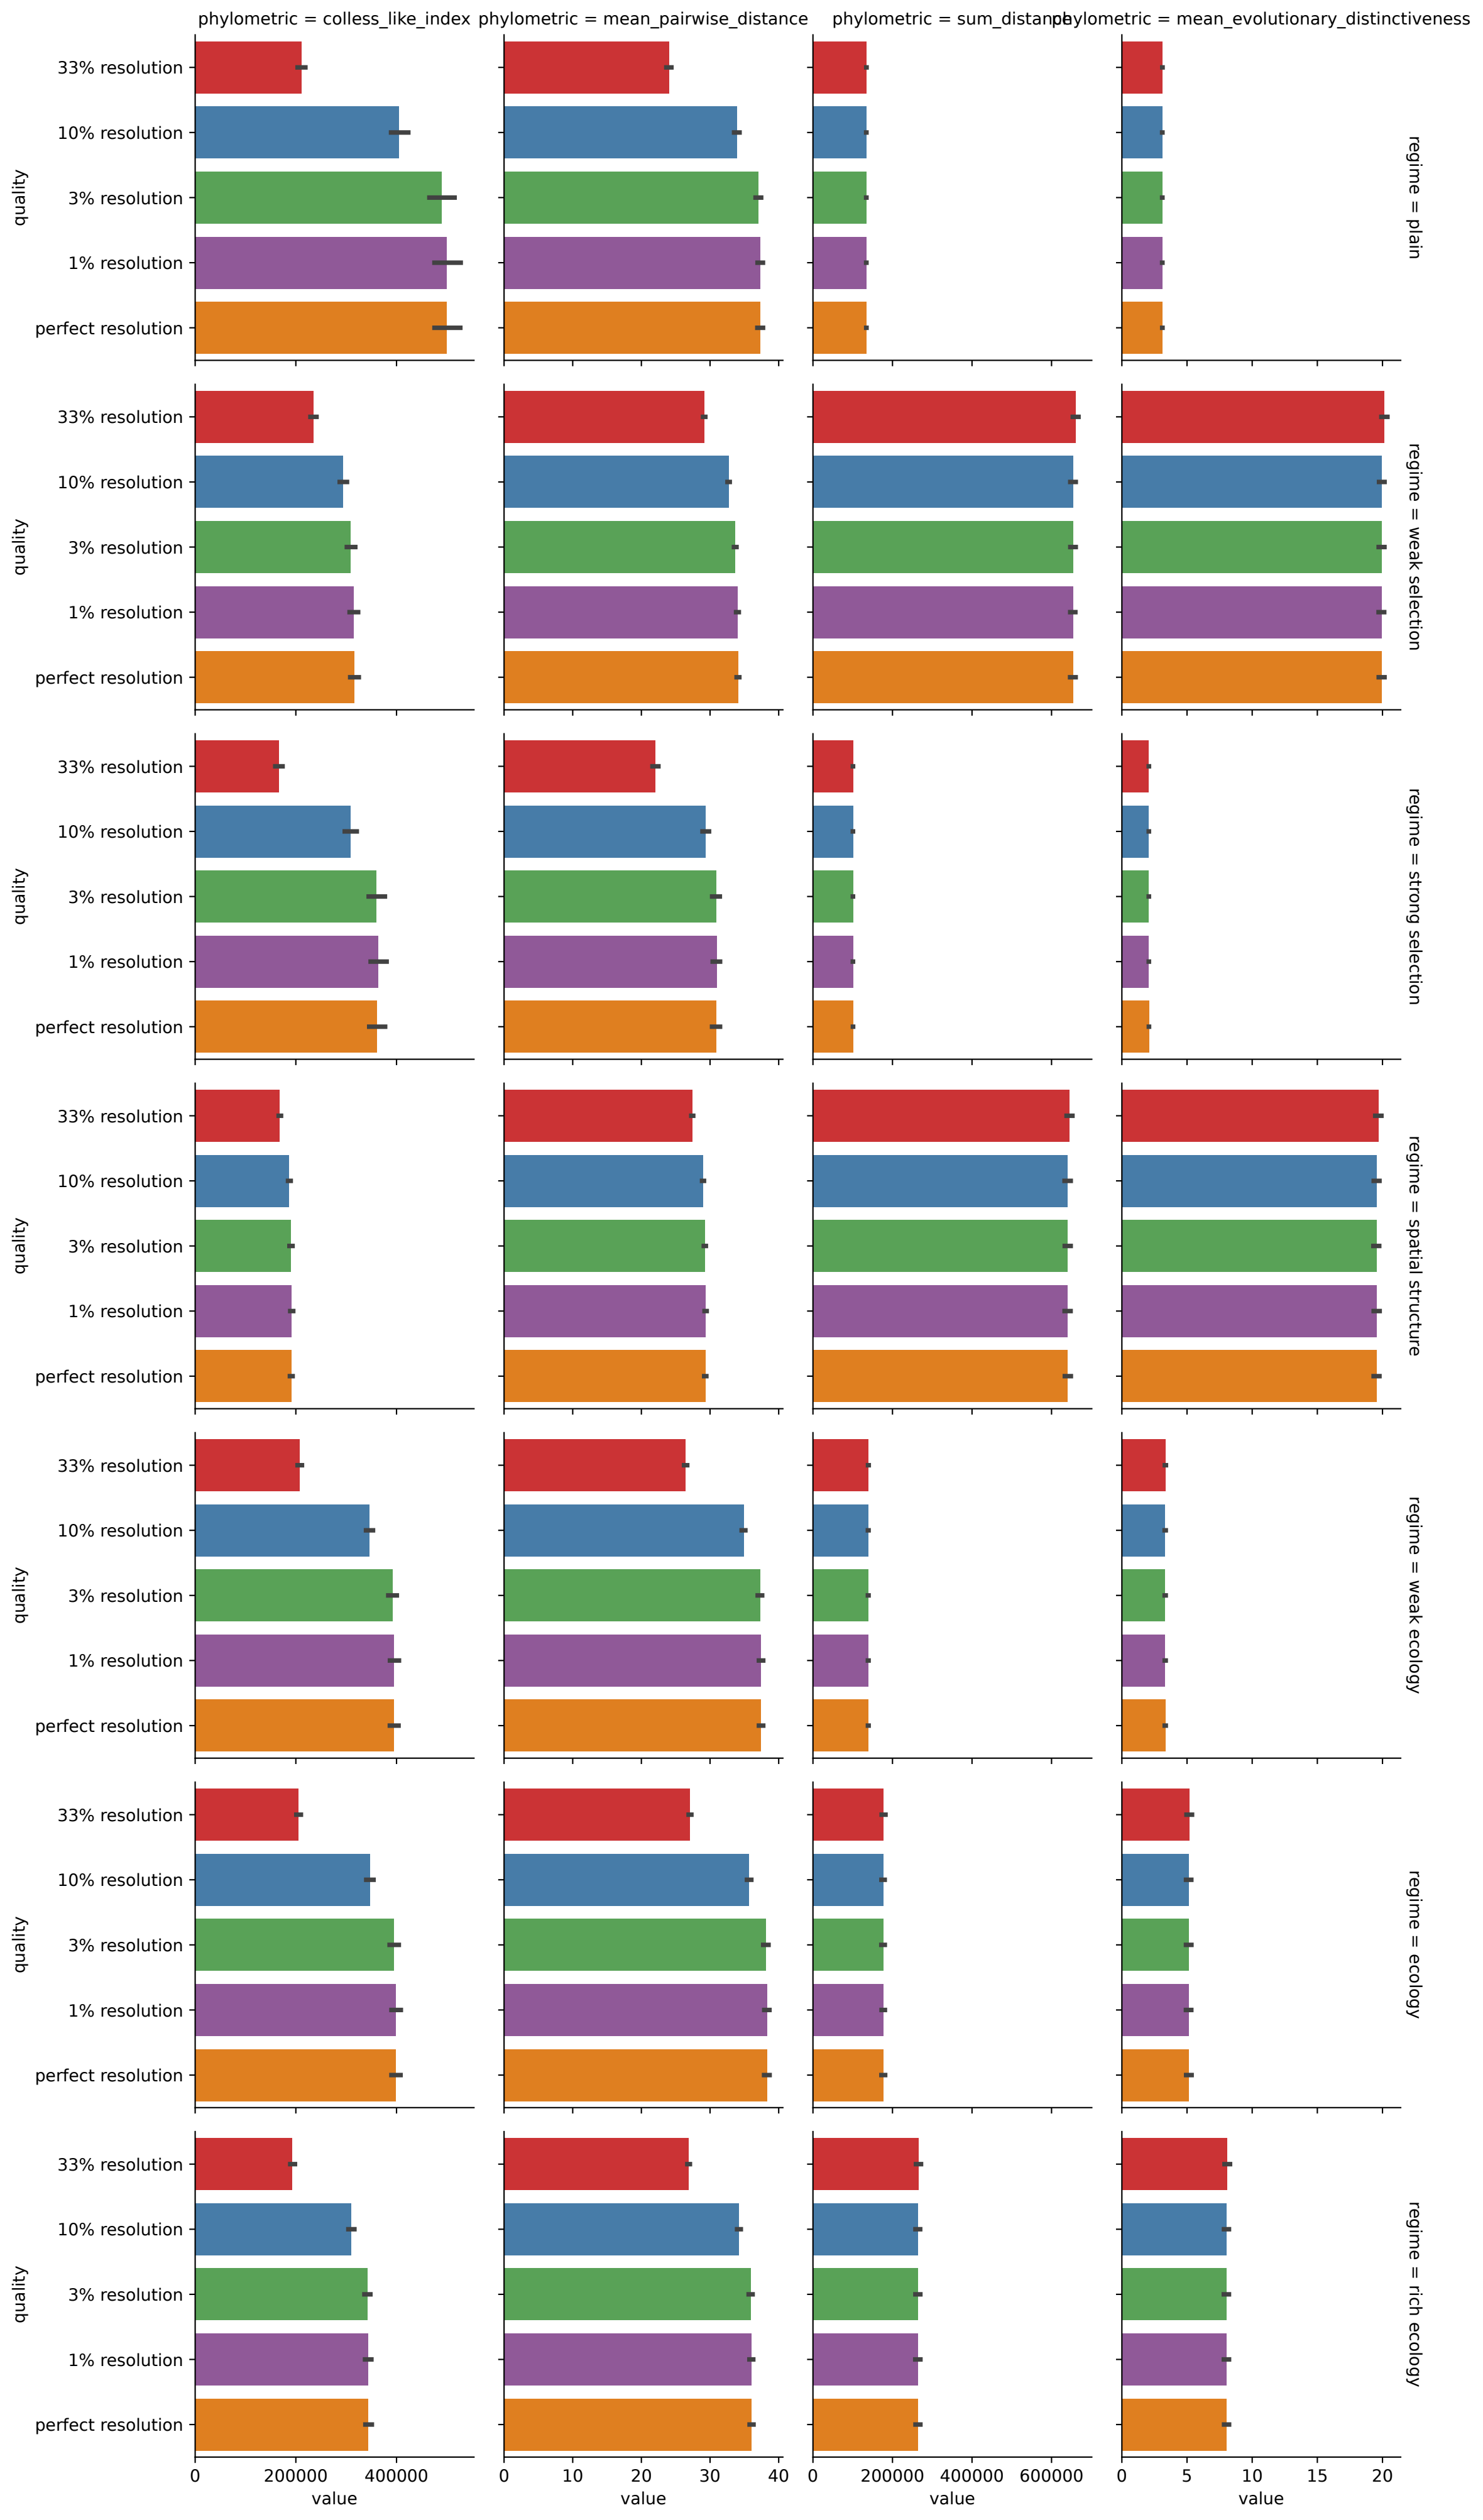 phylometric = colless_like_index
phylometric = mean_pairwise_distance
phylometric = sum_distance
phylometric = mean_evolutionary_distinctiveness
33% resolution
10% resolution
3% resolution
1% resolution
perfect resolution
quality
regime = plain
33% resolution
10% resolution
3% resolution
1% resolution
perfect resolution
quality
regime = weak selection
33% resolution
10% resolution
3% resolution
1% resolution
perfect resolution
quality
regime = strong selection
33% resolution
10% resolution
3% resolution
1% resolution
perfect resolution
quality
regime = spatial structure
33% resolution
10% resolution
3% resolution
1% resolution
perfect resolution
quality
regime = weak ecology
33% resolution
10% resolution
3% resolution
1% resolution
perfect resolution
quality
regime = ecology
33% resolution
10% resolution
3% resolution
1% resolution
perfect resolution
quality
regime = rich ecology
0 200000 400000
value
0 10 20 30 40
value
0 200000 400000 600000
value
0 5 10 15 20
value